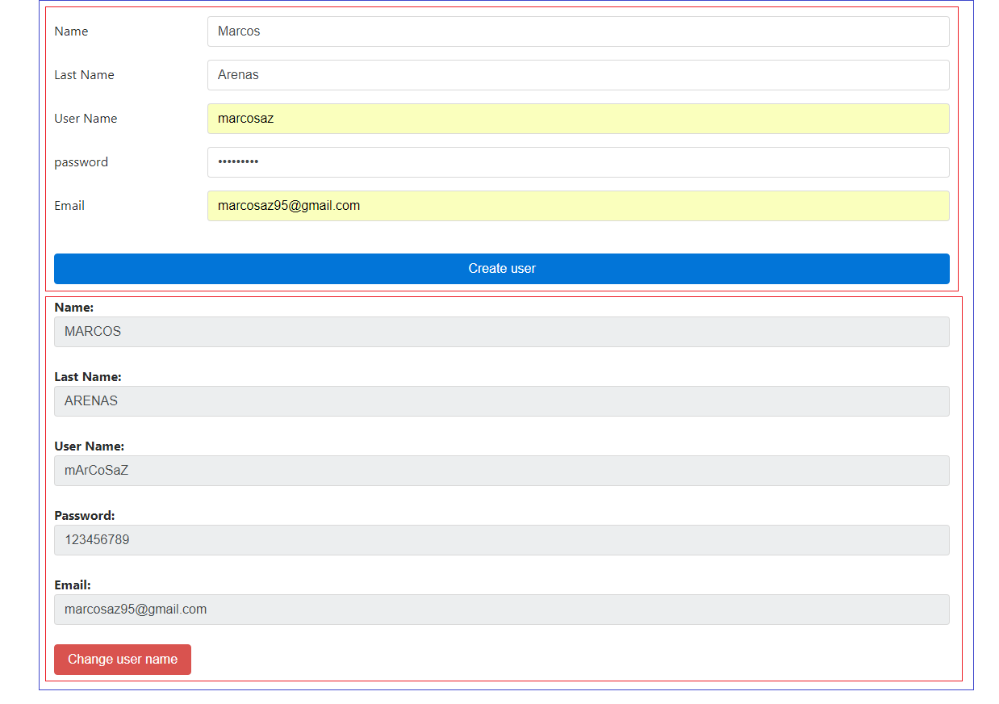 Name Marcos
Last Name Arenas
User Name marcosaz
password •••••••••
Email marcosaz95@gmail.com
Create user
Name:
MARCOS
Last Name:
ARENAS
User Name:
mArCoSaZ
Password:
123456789
Email:
marcosaz95@gmail.com
Change user name